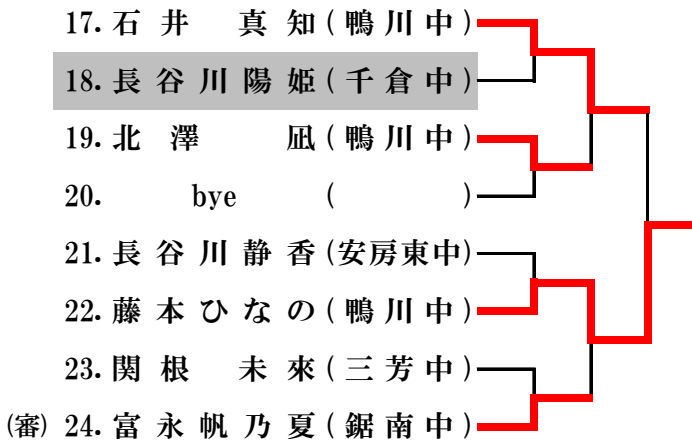 17. 石井 真知 (鴨川中)
18. 長谷川陽姫 (千倉中)
19. 北澤 凪 (鴨川中)
20. bye ( )
21. 長谷川静香 (安房東中)
22. 藤本ひなの (鴨川中)
23. 関根 未來 (三芳中)
(審) 24. 富永帆乃夏 (鋸南中)